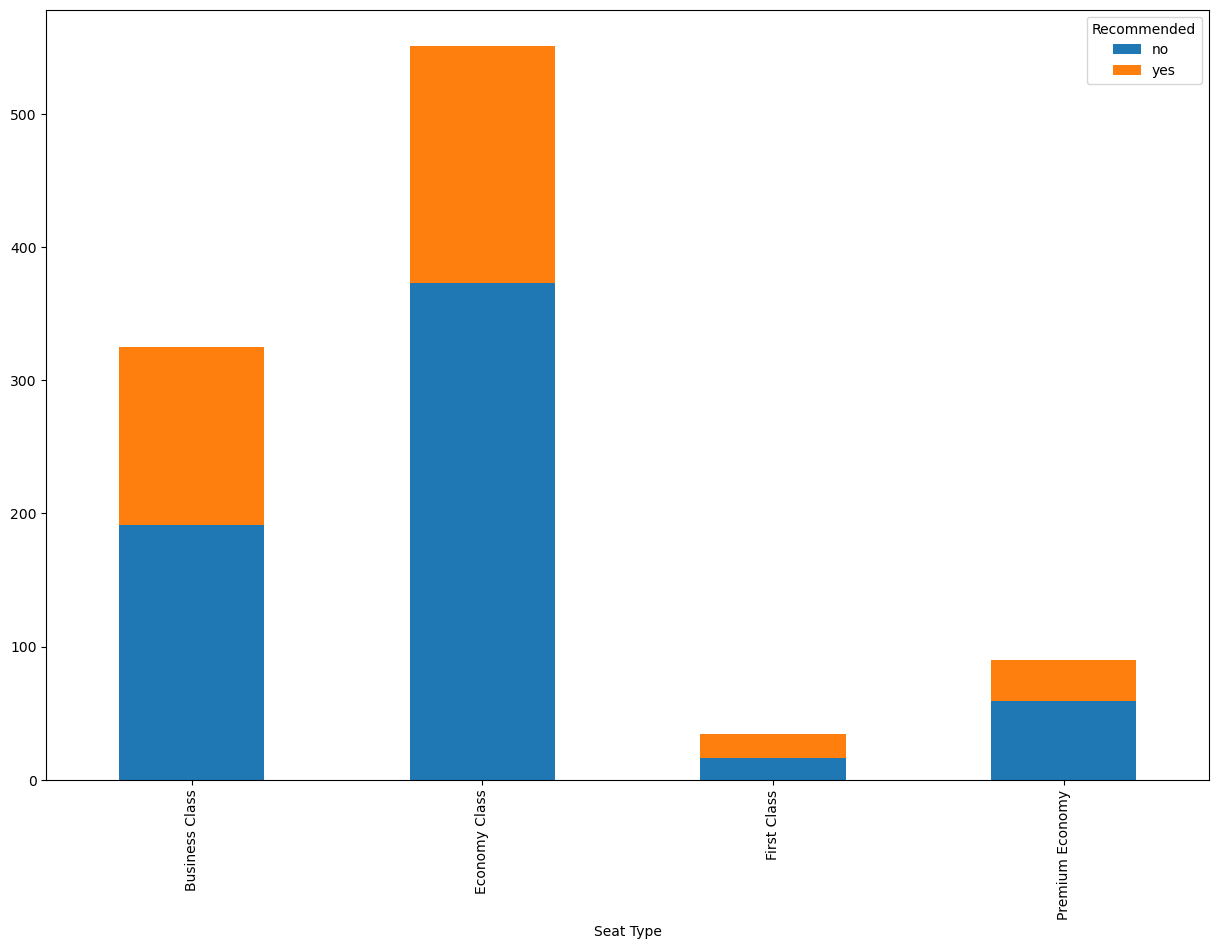 Recommended
no
yes
500
400
300
200
100
0
Business Class
Economy Class
First Class
Premium Economy
Seat Type